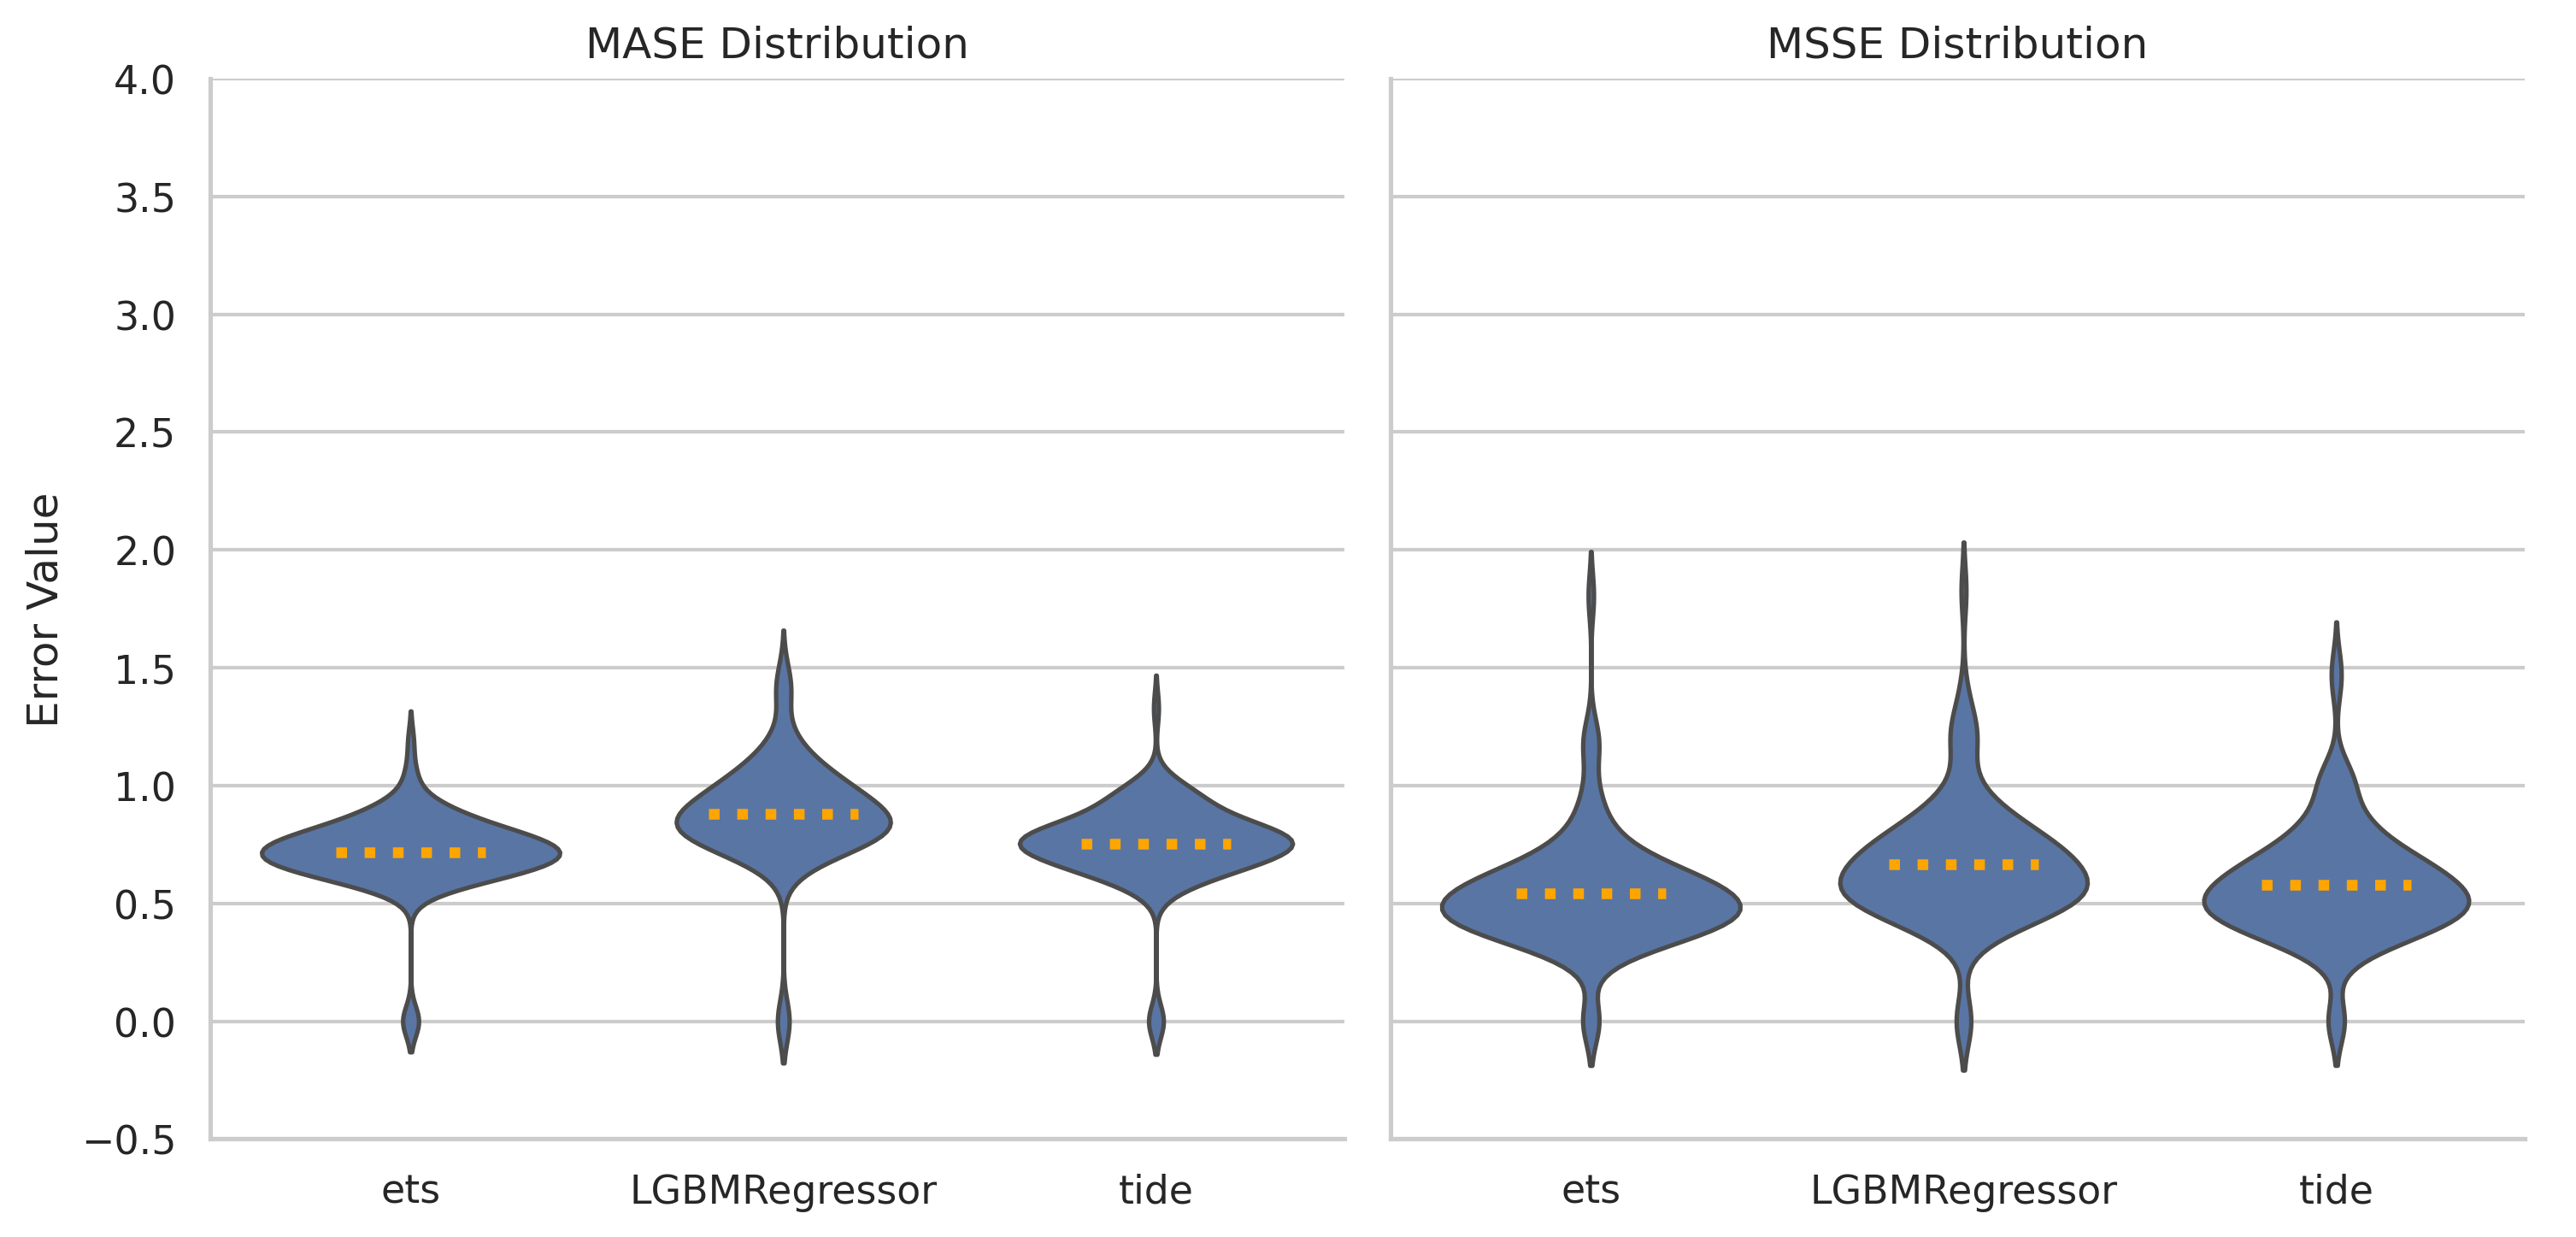 MASE Distribution
MSSE Distribution
Error Value
4.0
3.5
3.0
2.5
2.0
1.5
1.0
0.5
0.0
−0.5
ets LGBMRegressor tide
ets LGBMRegressor tide